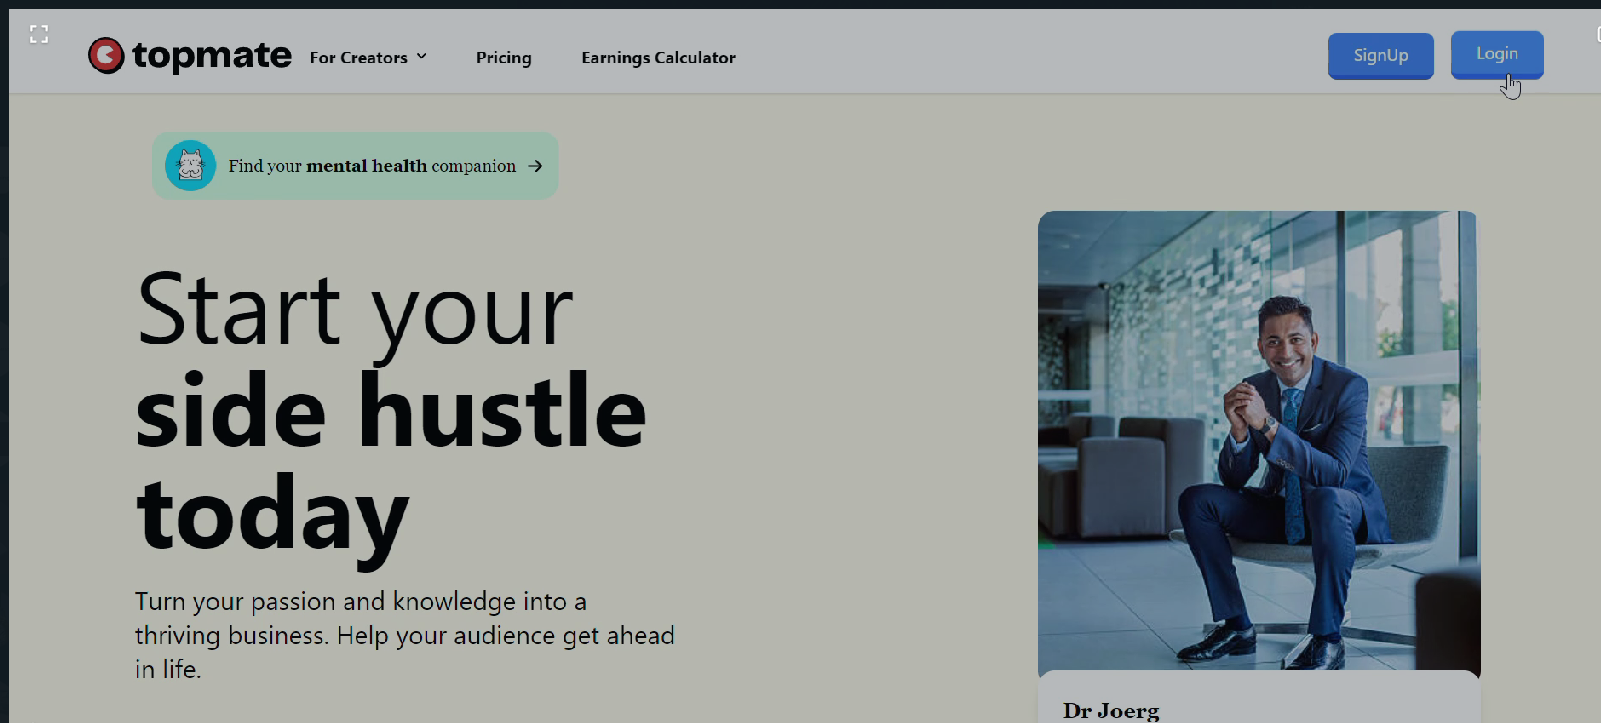 topmate
For Creators
Pricing
Earnings Calculator
SignUp
Login
Find your mental health companion →
Start your
side hustle
today
Turn your passion and knowledge into a
thriving business. Help your audience get ahead
in life.
Dr Joerg